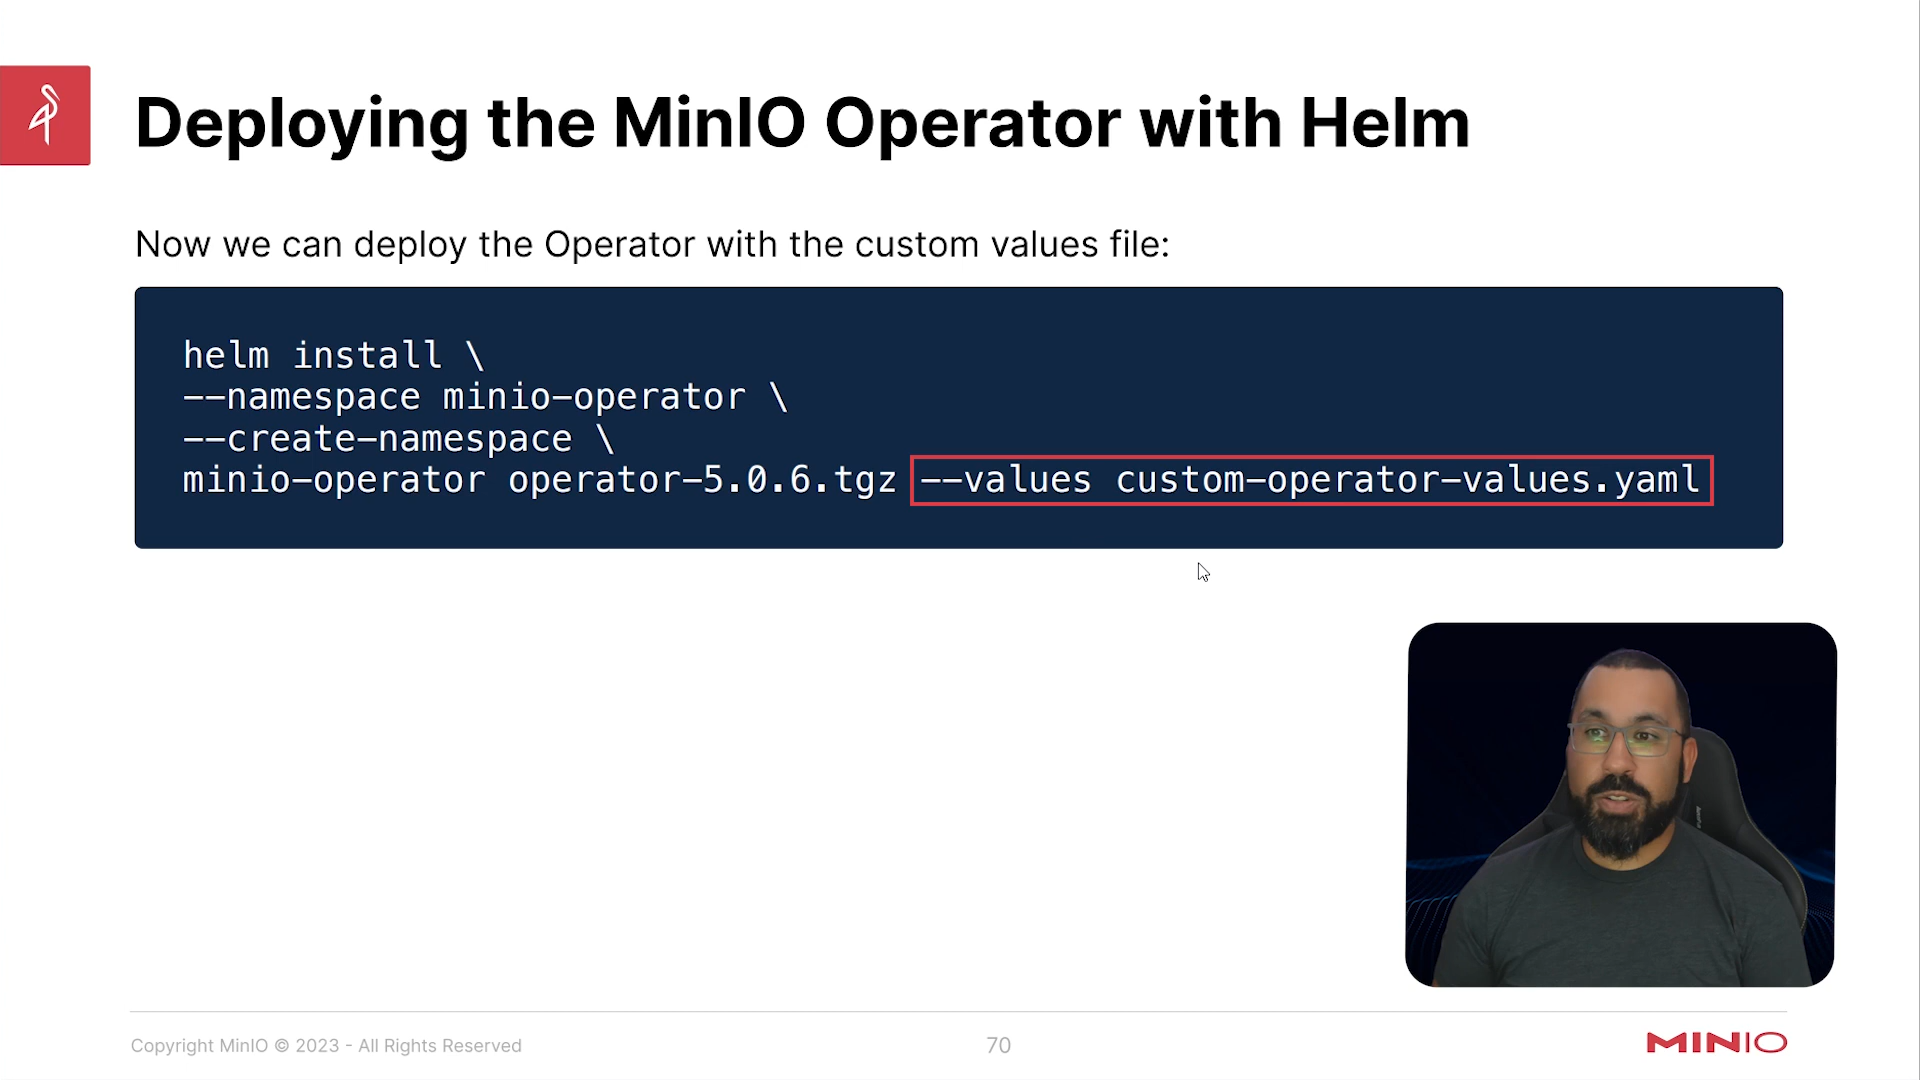 Deploying the MinIO Operator with Helm
Now we can deploy the Operator with the custom values file:
helm install \
--namespace minio-operator \
--create-namespace \
minio-operator operator-5.0.6.tgz --values custom-operator-values.yaml
Copyright MinIO © 2023 - All Rights Reserved
70
MINIO